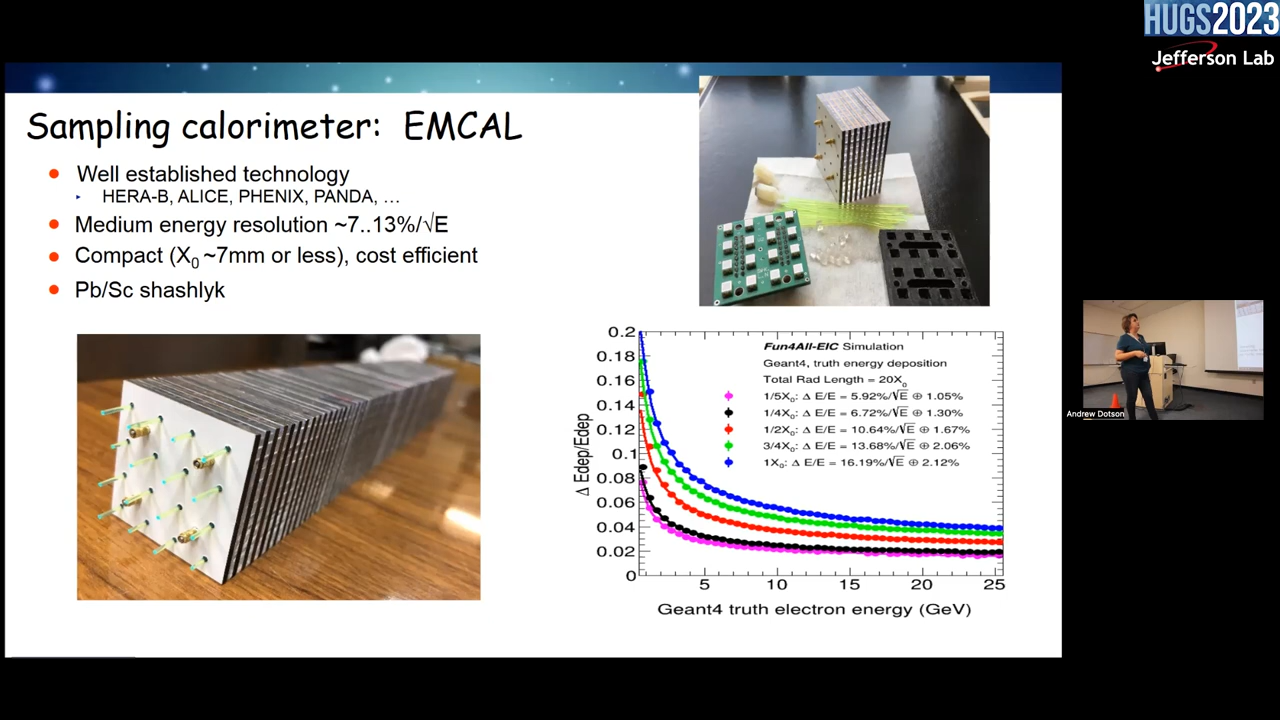 HUGS2023
Jefferson Lab
Sampling calorimeter: EMCAL
Well established technology
HERA-B, ALICE, PHENIX, PANDA, …
Medium energy resolution ~7..13%/√E
Compact (X₀ ~7mm or less), cost efficient
Pb/Sc shashlyk
Fun4All-EIC Simulation
Geant4, truth energy deposition
Total Rad Length = 20X₀
1/5X₀: Δ E/E = 5.92%/√E ⊕ 1.05%
1/4X₀: Δ E/E = 6.72%/√E ⊕ 1.30%
1/2X₀: Δ E/E = 10.64%/√E ⊕ 1.67%
3/4X₀: Δ E/E = 13.68%/√E ⊕ 2.06%
1X₀: Δ E/E = 16.19%/√E ⊕ 2.12%
Δ Edep/Edep
0.2
0.18
0.16
0.14
0.12
0.1
0.08
0.06
0.04
0.02
0
5 10 15 20 25
Geant4 truth electron energy (GeV)
Andrew Dotson